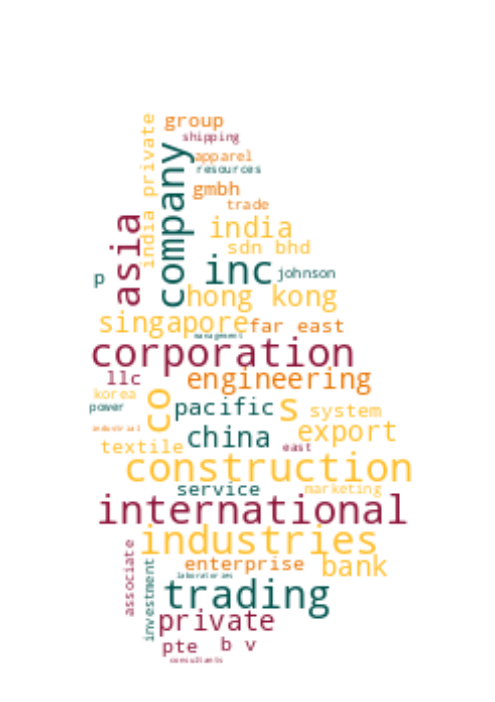 group
shipping
india private
company
apparel
resources
gmbh
trade
asia
india
sdn bhd
inc
johnson
p
hong kong
singapore
far east
management
corporation
llc
engineering
korea
co
power
pacific
s
system
industrial
china
export
textile
east
construction
service
marketing
international
industries
associate
investment
enterprise
bank
laboratories
trading
private
pte
b v
consultants